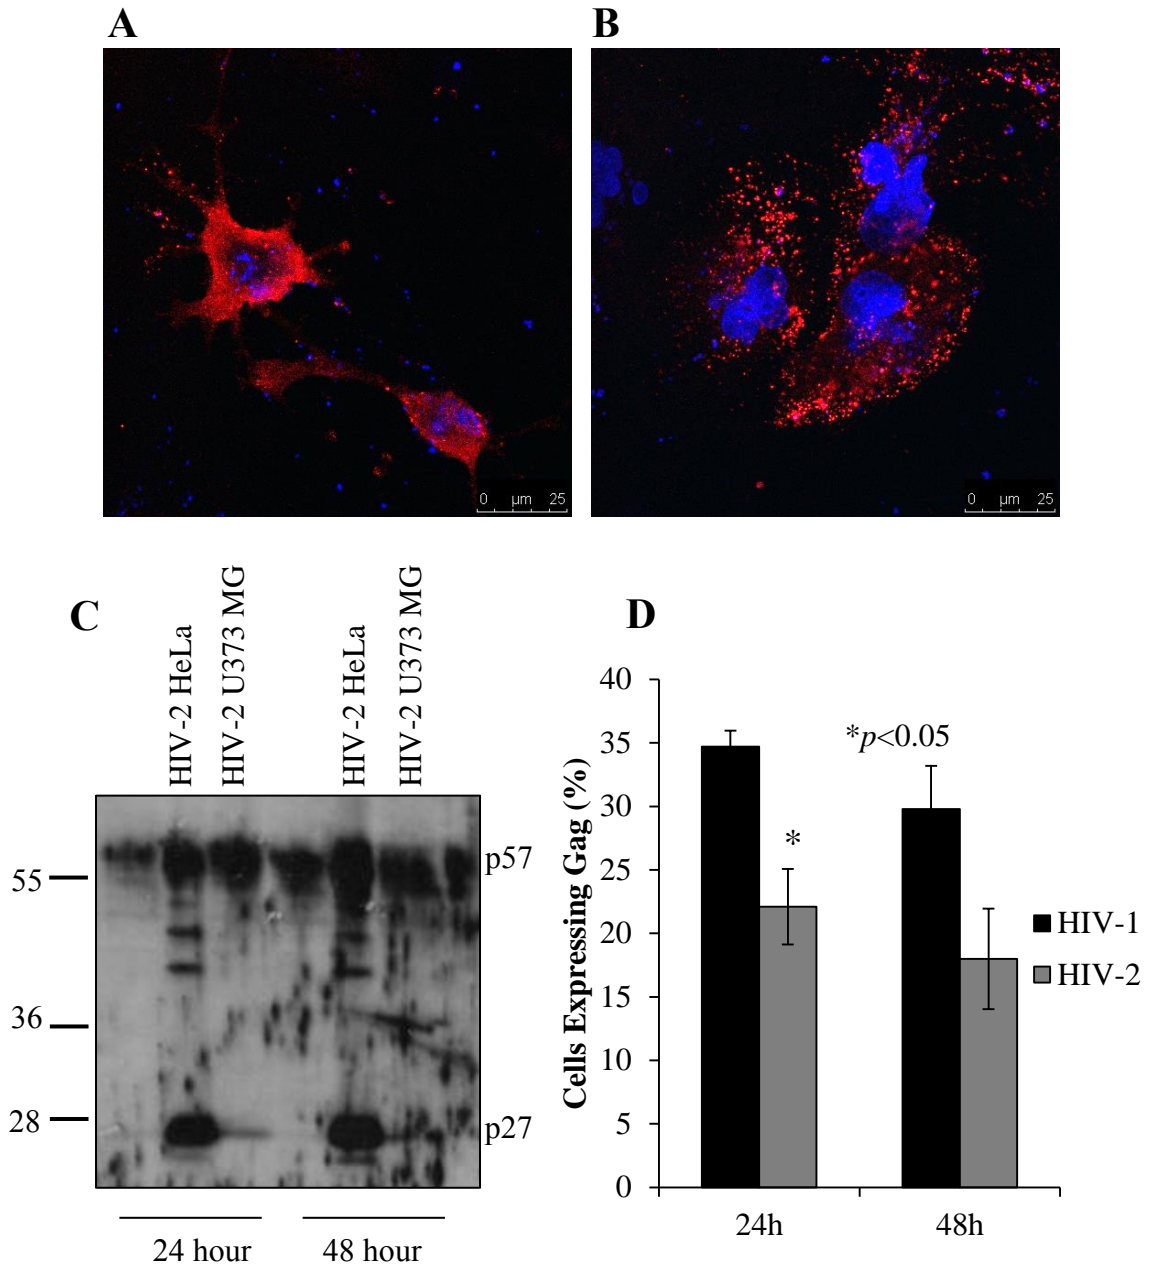 A
B
0 µm 25
0 µm 25
C
HIV-2 HeLa
HIV-2 U373 MG
HIV-2 HeLa
HIV-2 U373 MG
55
36
28
p57
p27
24 hour
48 hour
D
Cells Expressing Gag (%)
40
35
30
25
20
15
10
5
0
*p<0.05
*
24h
48h
HIV-1
HIV-2